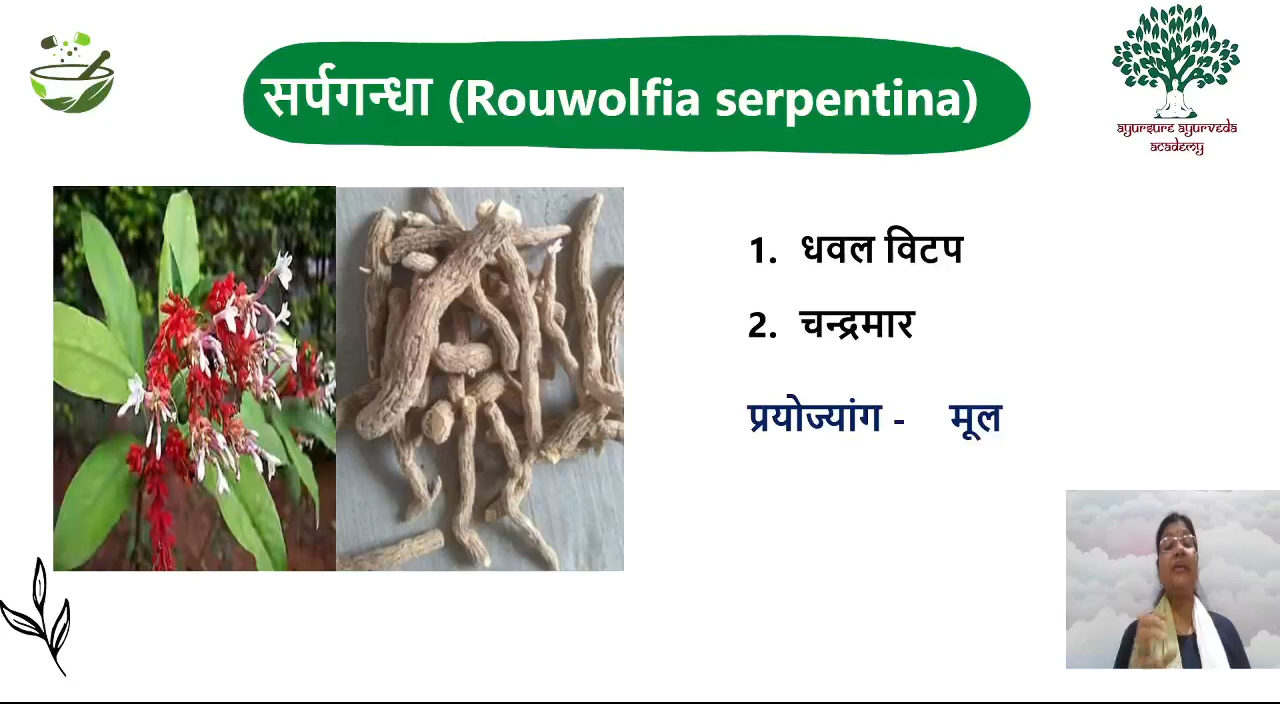 सर्पगन्धा (Rouwolfia serpentina)
ayursure ayurveda
academy
1. धवल विटप
2. चन्द्रमार
प्रयोज्यांग - मूल